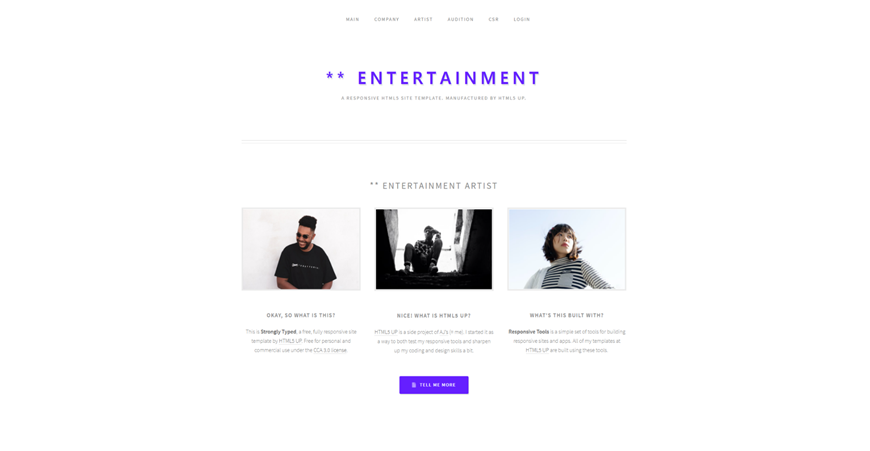 MAIN COMPANY ARTIST AUDITION CSR LOGIN
** ENTERTAINMENT
A RESPONSIVE HTML5 SITE TEMPLATE. MANUFACTURED BY HTML5 UP.
** ENTERTAINMENT ARTIST
OKAY, SO WHAT IS THIS?
This is Strongly Typed, a free, fully responsive site
template by HTML5 UP. Free for personal and
commercial use under the CCA 3.0 license.
NICE! WHAT IS HTML5 UP?
HTML5 UP is a side project of AJ's (= me). I started it as
a way to both test my responsive tools and sharpen
up my coding and design skills a bit.
WHAT'S THIS BUILT WITH?
Responsive Tools is a simple set of tools for building
responsive sites and apps. All of my templates at
HTML5 UP are built using these tools.
TELL ME MORE